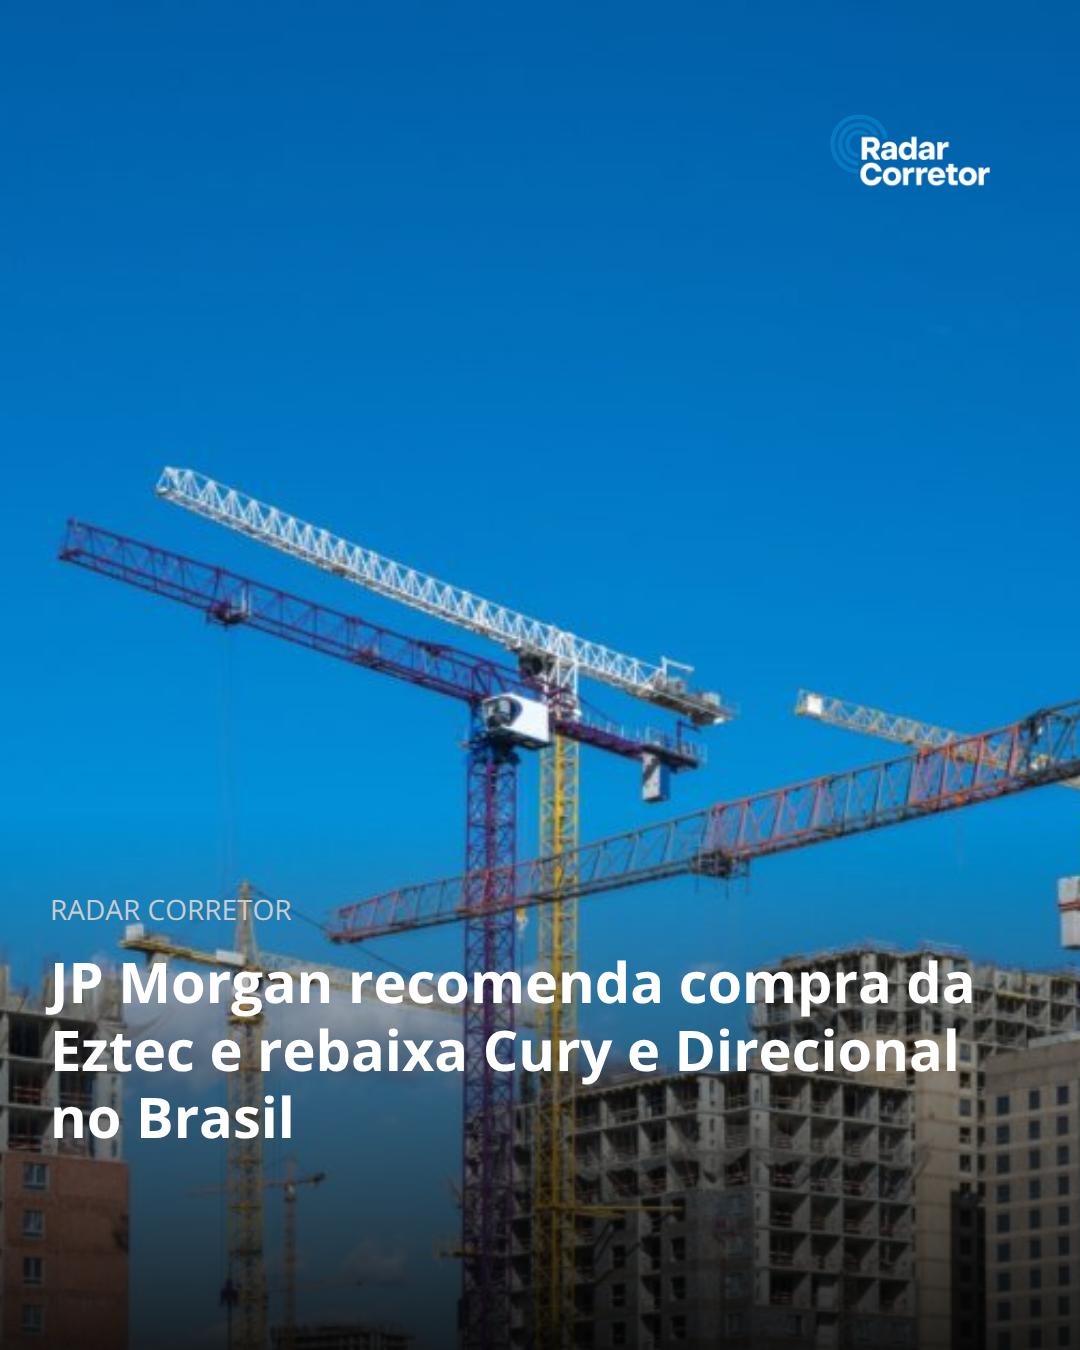 Radar
Corretor
RADAR CORRETOR
JP Morgan recomenda compra da
Eztec e rebaixa Cury e Direcional
no Brasil